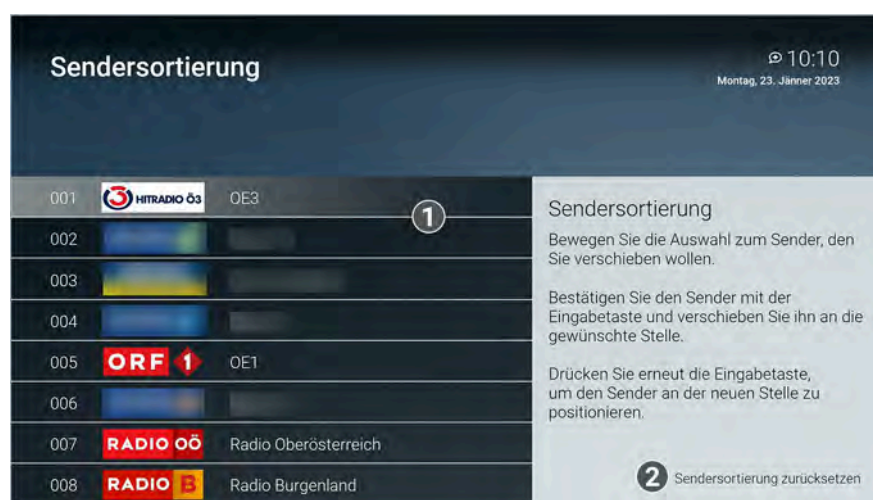 Sendersortierung
10:10
Montag, 23. Jänner 2023
001 3 HITRADIO Ö3 OE3
1
002
003
004
005 ORF 1 OE1
006
007 RADIO OÖ Radio Oberösterreich
008 RADIO B Radio Burgenland
Sendersortierung
Bewegen Sie die Auswahl zum Sender, den
Sie verschieben wollen.
Bestätigen Sie den Sender mit der
Eingabetaste und verschieben Sie ihn an die
gewünschte Stelle.
Drücken Sie erneut die Eingabetaste,
um den Sender an der neuen Stelle zu
positionieren.
2 Sendersortierung zurücksetzen